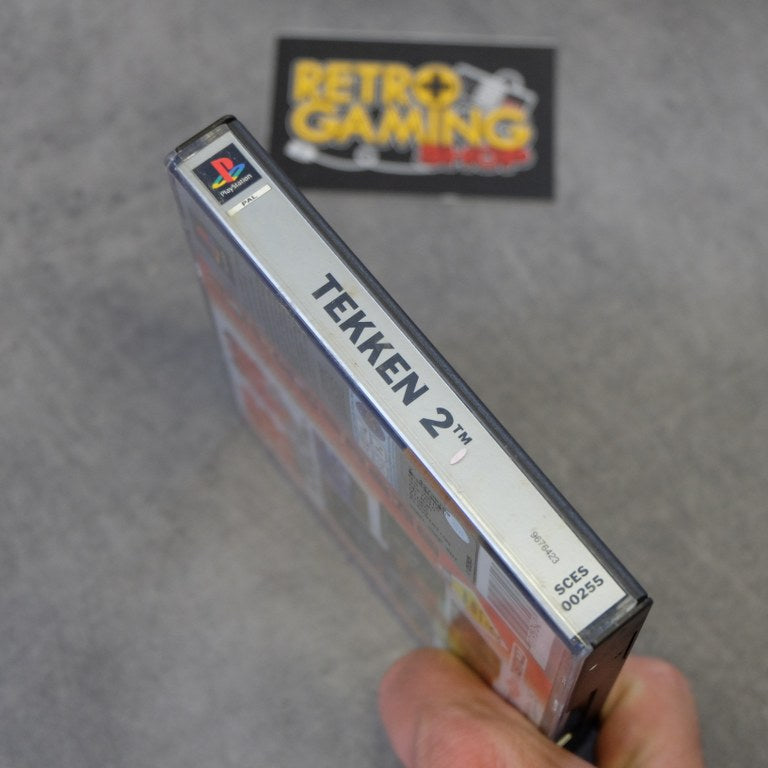 RETRO
GAMING
SHOP
PlayStation
PAL
TEKKEN 2™
9676423
SCES
00255